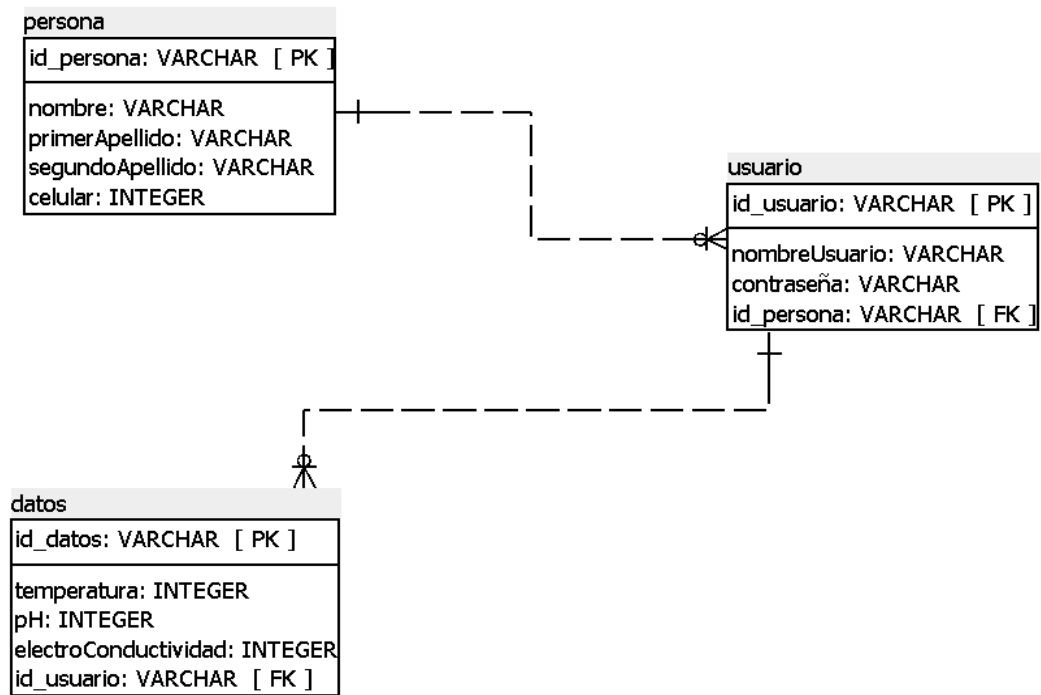 persona
id_persona: VARCHAR [ PK ]
nombre: VARCHAR
primerApellido: VARCHAR
segundoApellido: VARCHAR
celular: INTEGER
usuario
id_usuario: VARCHAR [ PK ]
nombreUsuario: VARCHAR
contraseña: VARCHAR
id_persona: VARCHAR [ FK ]
datos
id_datos: VARCHAR [ PK ]
temperatura: INTEGER
pH: INTEGER
electroConductividad: INTEGER
id_usuario: VARCHAR [ FK ]